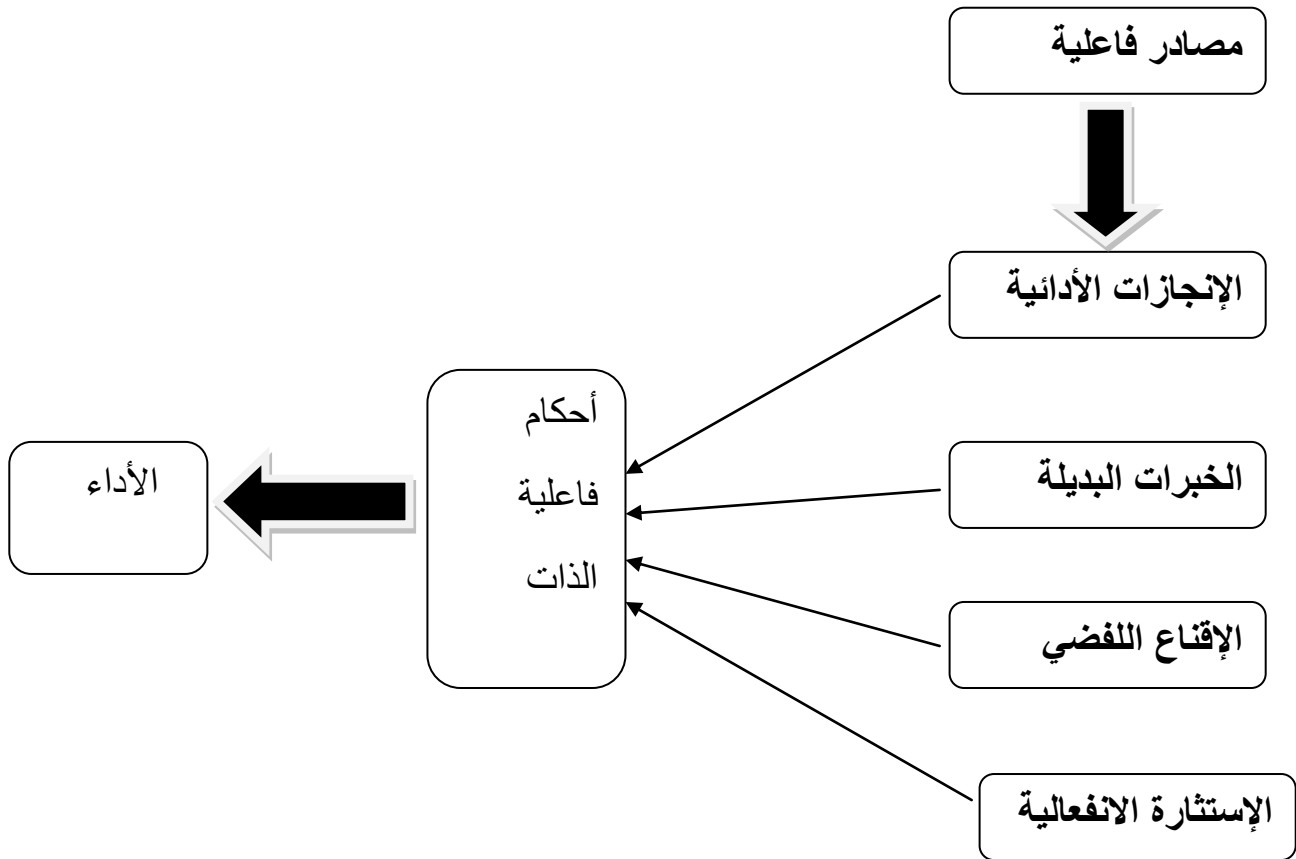 مصادر فاعلية
الإنجازات الأدائية
الخبرات البديلة
الإقناع اللفضي
الإستثارة الانفعالية
أحكام
فاعلية
الذات
الأداء